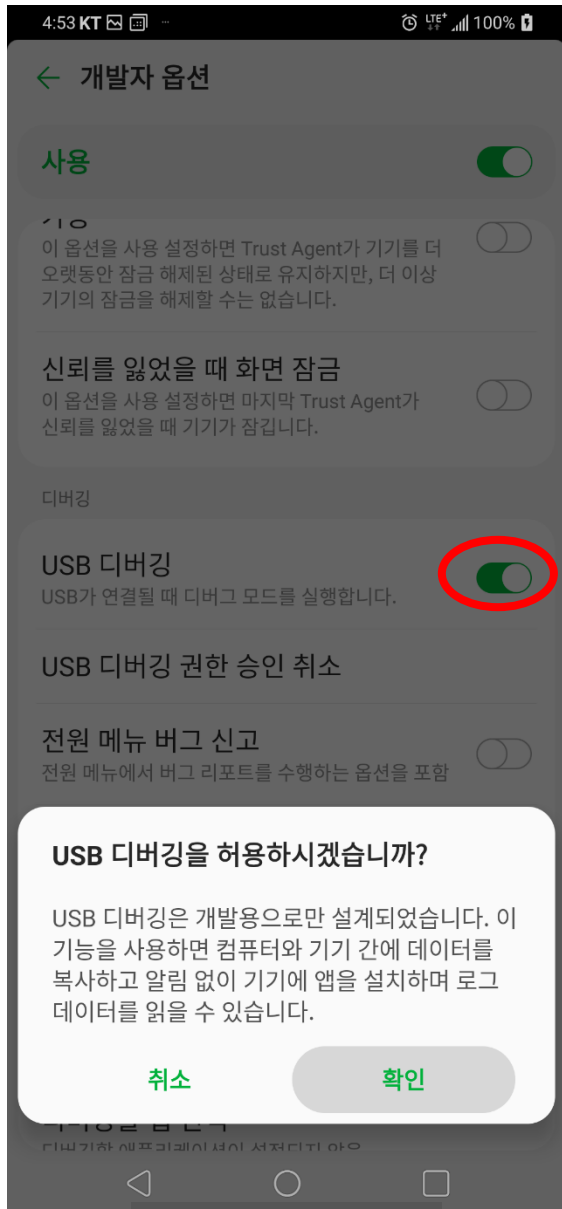 4:53 KT LTE+ 100%
개발자 옵션
사용
이 옵션을 사용 설정하면 Trust Agent가 기기를 더
오랫동안 잠금 해제된 상태로 유지하지만, 더 이상
기기의 잠금을 해제할 수는 없습니다.
신뢰를 잃었을 때 화면 잠금
이 옵션을 사용 설정하면 마지막 Trust Agent가
신뢰를 잃었을 때 기기가 잠깁니다.
디버깅
USB 디버깅
USB가 연결될 때 디버그 모드를 실행합니다.
USB 디버깅 권한 승인 취소
전원 메뉴 버그 신고
전원 메뉴에서 버그 리포트를 수행하는 옵션을 포함
USB 디버깅을 허용하시겠습니까?
USB 디버깅은 개발용으로만 설계되었습니다. 이
기능을 사용하면 컴퓨터와 기기 간에 데이터를
복사하고 알림 없이 기기에 앱을 설치하며 로그
데이터를 읽을 수 있습니다.
취소 확인